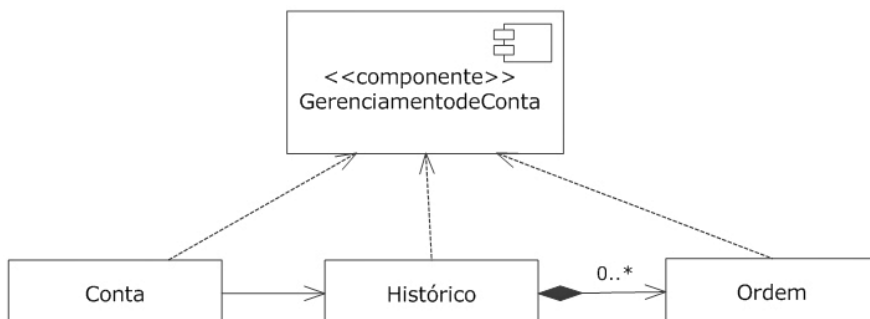 <<componente>>
GerenciamentodeConta
Conta
Histórico
0..*
Ordem